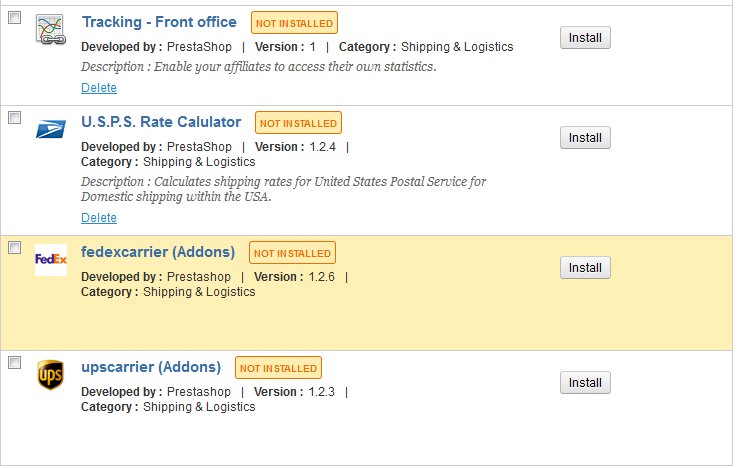 Tracking - Front office NOT INSTALLED
Install
Developed by : PrestaShop | Version : 1 | Category : Shipping & Logistics
Description : Enable your affiliates to access their own statistics.
Delete
U.S.P.S. Rate Calulator NOT INSTALLED
Install
Developed by : PrestaShop | Version : 1.2.4 |
Category : Shipping & Logistics
Description : Calculates shipping rates for United States Postal Service for
Domestic shipping within the USA.
Delete
FedEx
fedexcarrier (Addons) NOT INSTALLED
Install
Developed by : Prestashop | Version : 1.2.6 |
Category : Shipping & Logistics
ups
upscarrier (Addons) NOT INSTALLED
Install
Developed by : Prestashop | Version : 1.2.3 |
Category : Shipping & Logistics